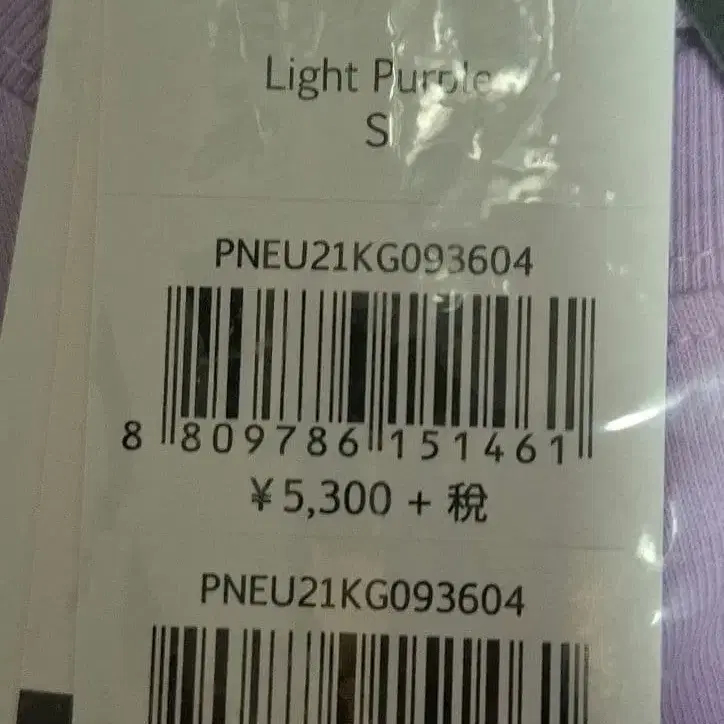 Light Purple
S
PNEU21KG093604
8 809786 151461
¥5,300 + 税
PNEU21KG093604